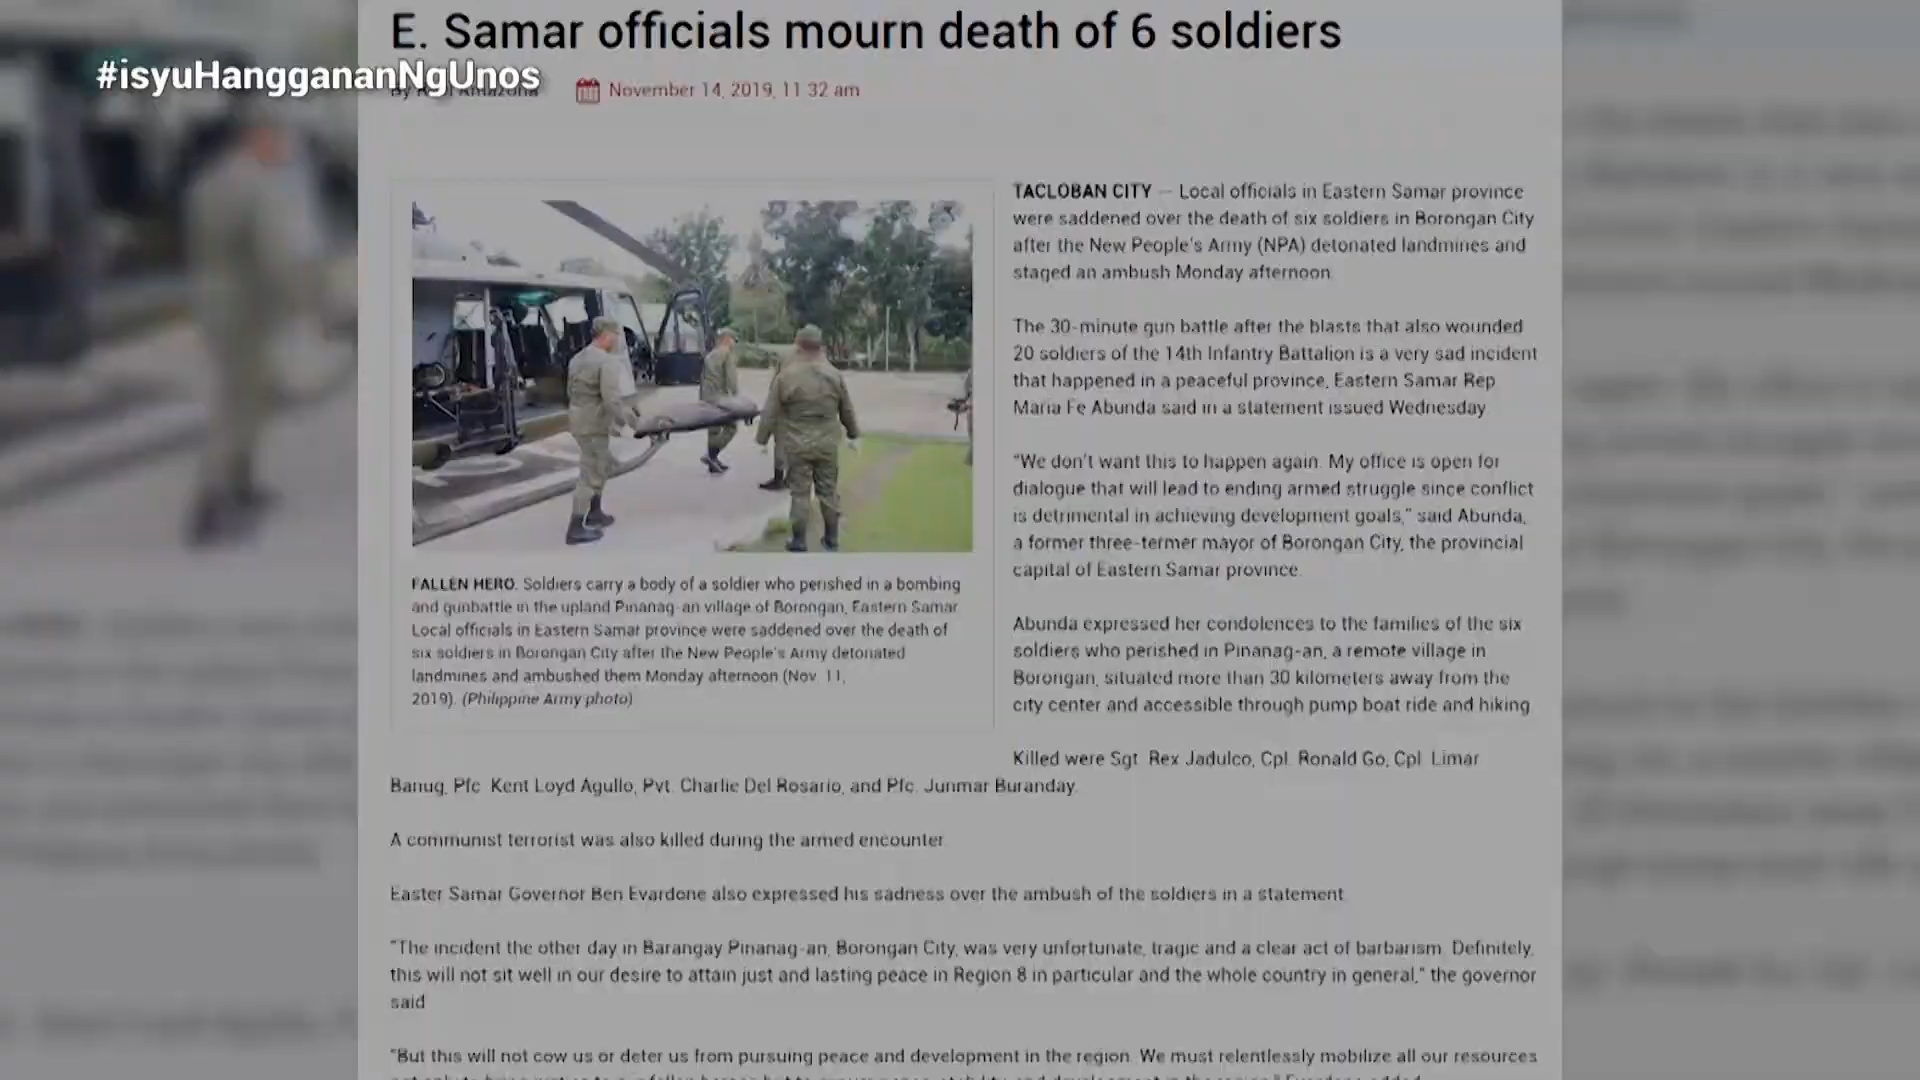 E. Samar officials mourn death of 6 soldiers
#isyuHanggananNgUnos
November 14, 2019, 11 32 am
TACLOBAN CITY — Local officials in Eastern Samar province
were saddened over the death of six soldiers in Borongan City
after the New People's Army (NPA) detonated landmines and
staged an ambush Monday afternoon
The 30-minute gun battle after the blasts that also wounded
20 soldiers of the 14th Infantry Battalion is a very sad incident
that happened in a peaceful province, Eastern Samar Rep
Maria Fe Abunda said in a statement issued Wednesday
"We don't want this to happen again. My office is open for
dialogue that will lead to ending armed struggle since conflict
is detrimental in achieving development goals," said Abunda,
a former three-termer mayor of Borongan City, the provincial
capital of Eastern Samar province.
Abunda expressed her condolences to the families of the six
soldiers who perished in Pinanag-an, a remote village in
Borongan, situated more than 30 kilometers away from the
city center and accessible through pump boat ride and hiking
FALLEN HERO. Soldiers carry a body of a soldier who perished in a bombing
and gunbattle in the upland Pinanag-an village of Borongan, Eastern Samar
Local officials in Eastern Samar province were saddened over the death of
six soldiers in Borongan City after the New People's Army detonated
landmines and ambushed them Monday afternoon (Nov. 11,
2019). (Philippine Army photo)
Killed were Sgt. Rex Jadulco, Cpl. Ronald Go, Cpl. Limar
Banug, Pfc. Kent Loyd Agullo, Pvt. Charlie Del Rosario, and Pfc. Junmar Buranday.
A communist terrorist was also killed during the armed encounter
Easter Samar Governor Ben Evardone also expressed his sadness over the ambush of the soldiers in a statement.
"The incident the other day in Barangay Pinanag-an, Borongan City, was very unfortunate, tragic and a clear act of barbarism. Definitely,
this will not sit well in our desire to attain just and lasting peace in Region 8 in particular and the whole country in general," the governor
said
"But this will not cow us or deter us from pursuing peace and development in the region. We must relentlessly mobilize all our resources